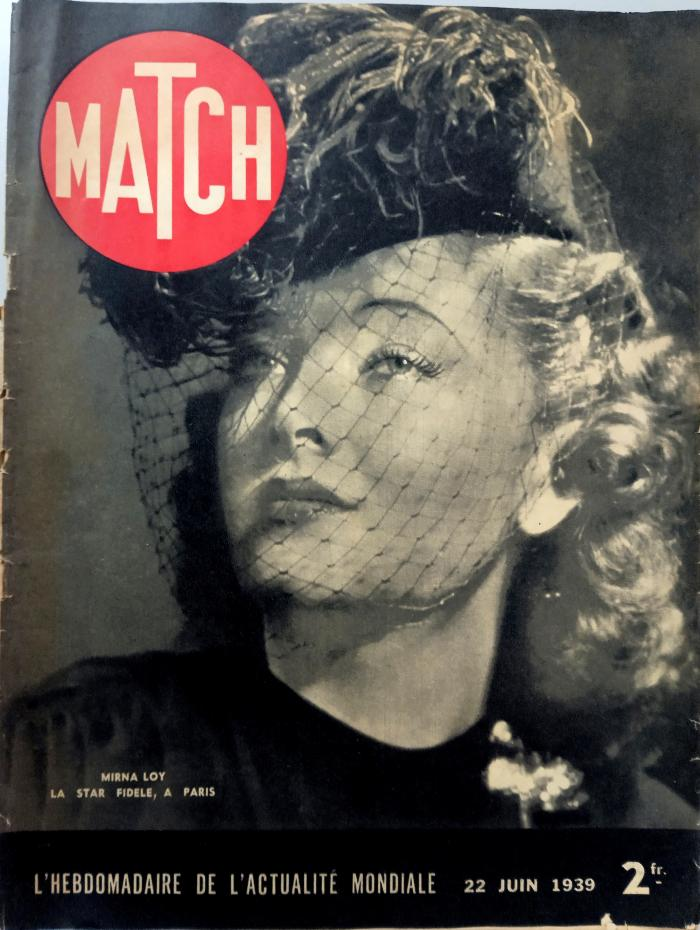 MATCH
MIRNA LOY
LA STAR FIDELE, A PARIS
L'HEBDOMADAIRE DE L'ACTUALITÉ MONDIALE 22 JUIN 1939 2 fr.